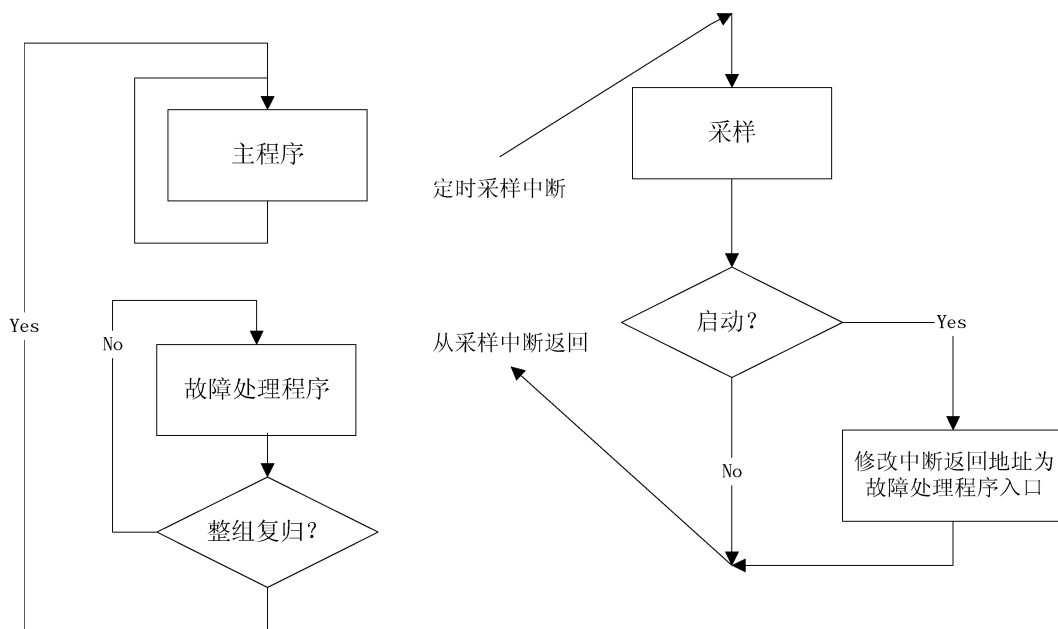 主程序
Yes
No
故障处理程序
整组复归?
采样
定时采样中断
启动?
Yes
从采样中断返回
No
修改中断返回地址为
故障处理程序入口